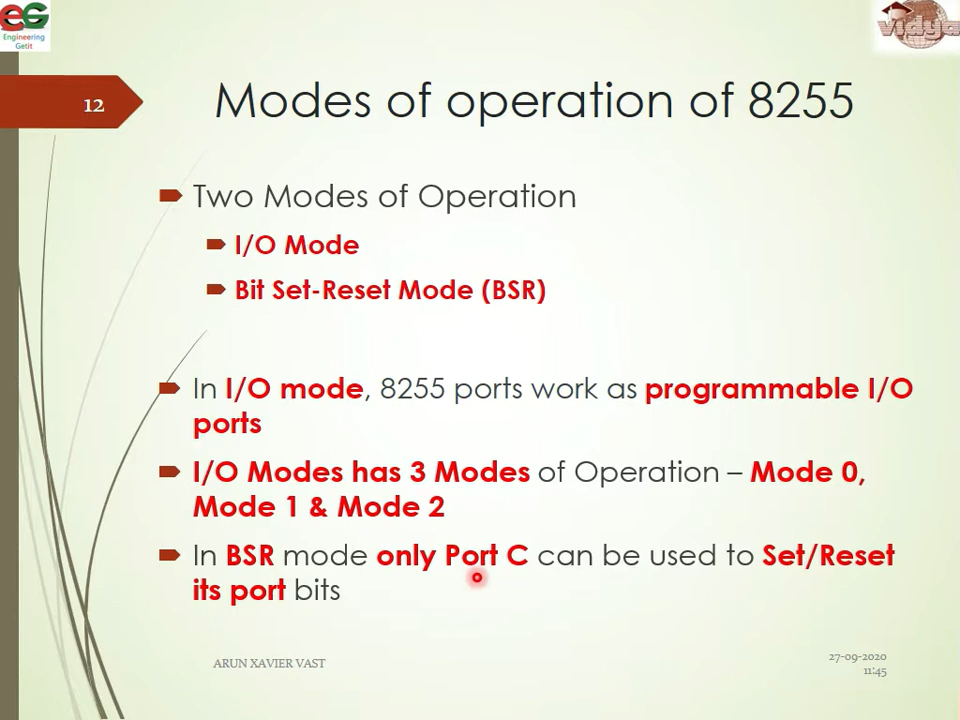 EG
Engineering
Getit
vidya
12
Modes of operation of 8255
Two Modes of Operation
I/O Mode
Bit Set-Reset Mode (BSR)
In I/O mode, 8255 ports work as programmable I/O
ports
I/O Modes has 3 Modes of Operation – Mode 0,
Mode 1 & Mode 2
In BSR mode only Port C can be used to Set/Reset
its port bits
ARUN XAVIER VAST
27-09-2020
11:45